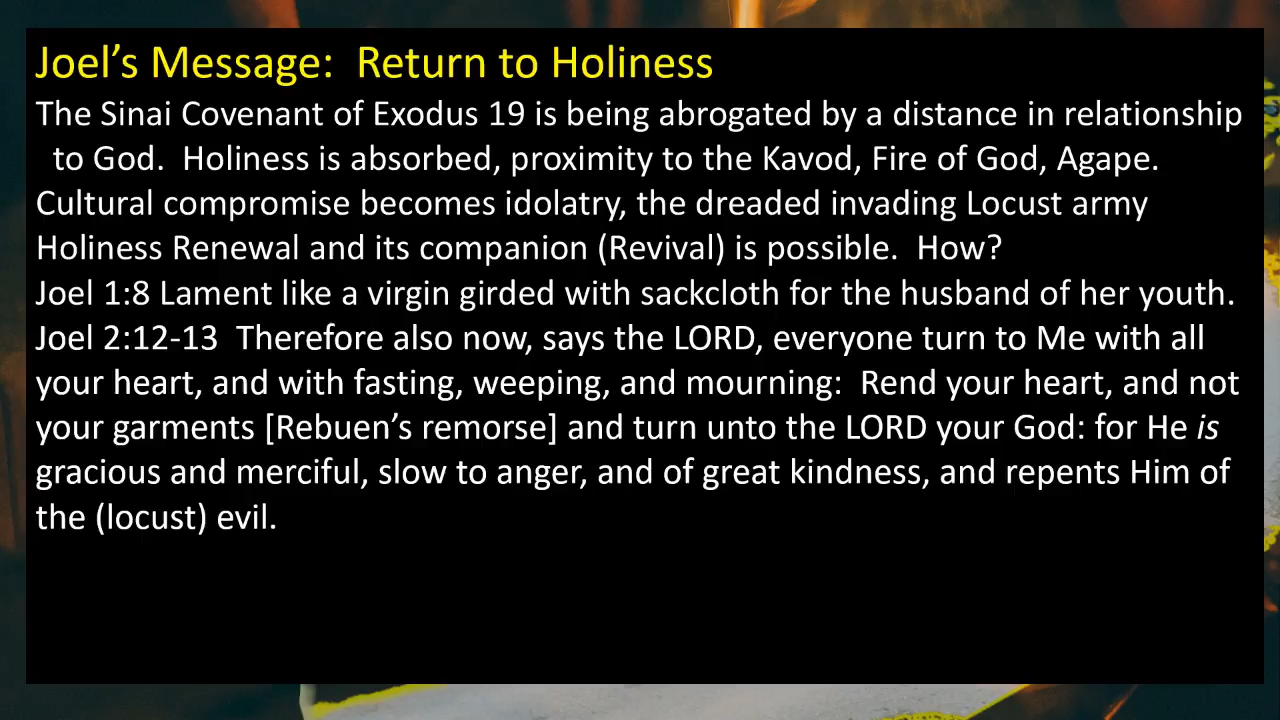 Joel’s Message:  Return to Holiness
The Sinai Covenant of Exodus 19 is being abrogated by a distance in relationship
to God.  Holiness is absorbed, proximity to the Kavod, Fire of God, Agape.
Cultural compromise becomes idolatry, the dreaded invading Locust army
Holiness Renewal and its companion (Revival) is possible.  How?
Joel 1:8 Lament like a virgin girded with sackcloth for the husband of her youth.
Joel 2:12-13  Therefore also now, says the LORD, everyone turn to Me with all
your heart, and with fasting, weeping, and mourning:  Rend your heart, and not
your garments [Rebuen’s remorse] and turn unto the LORD your God: for He is
gracious and merciful, slow to anger, and of great kindness, and repents Him of
the (locust) evil.